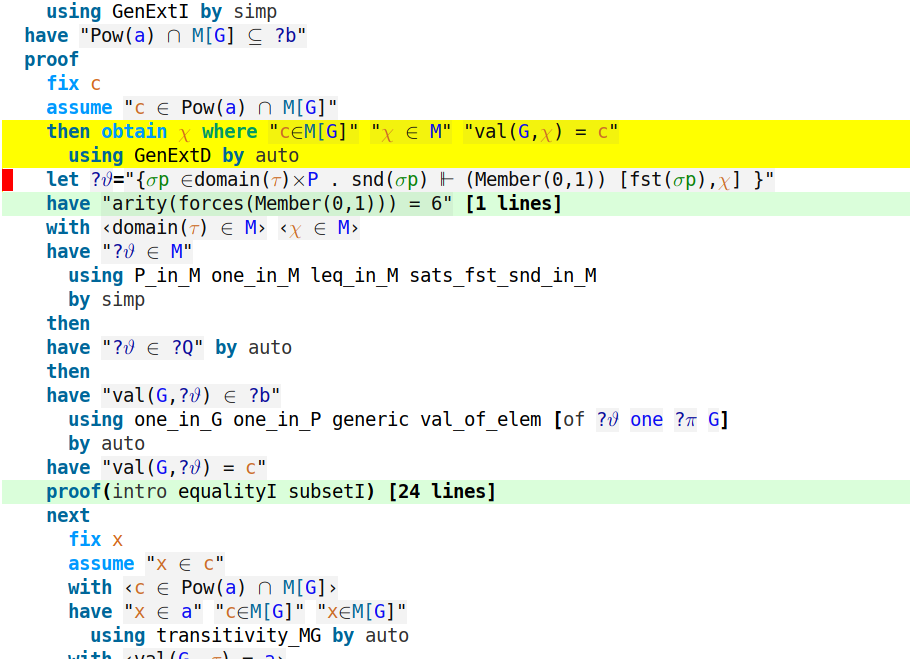 using GenExtI by simp
have "Pow(a) ∩ M[G] ⊆ ?b"
proof
fix c
assume "c ∈ Pow(a) ∩ M[G]"
then obtain χ where "c∈M[G]" "χ ∈ M" "val(G,χ) = c"
using GenExtD by auto
let ?ϑ="{σp ∈domain(τ)×P . snd(σp) ⊩ (Member(0,1)) [fst(σp),χ] }"
have "arity(forces(Member(0,1))) = 6" [1 lines]
with ‹domain(τ) ∈ M› ‹χ ∈ M›
have "?ϑ ∈ M"
using P_in_M one_in_M leq_in_M sats_fst_snd_in_M
by simp
then
have "?ϑ ∈ ?Q" by auto
then
have "val(G,?ϑ) ∈ ?b"
using one_in_G one_in_P generic val_of_elem [of ?ϑ one ?π G]
by auto
have "val(G,?ϑ) = c"
proof(intro equalityI subsetI) [24 lines]
next
fix x
assume "x ∈ c"
with ‹c ∈ Pow(a) ∩ M[G]›
have "x ∈ a" "c∈M[G]" "x∈M[G]"
using transitivity_MG by auto
with ‹val(G, τ) = a›